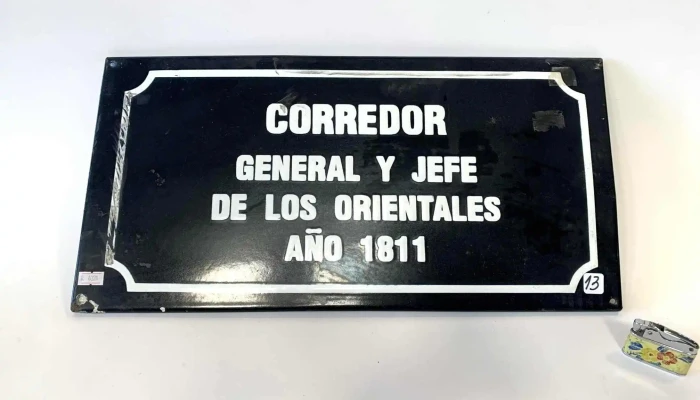 CORREDOR
GENERAL Y JEFE
DE LOS ORIENTALES
AÑO 1811
13